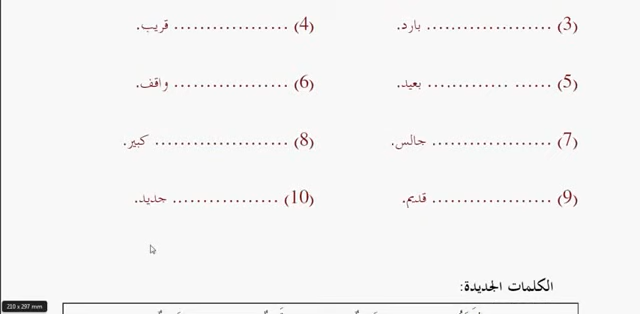 (3) ................... بارد. (4) ................. قريب.
(5) ................... بعيد. (6) ................. واقف.
(7) .................. جالس. (8) .................... كبير.
(9) .................. قديم. (10) ................ جديد.
الكلمات الجديدة:
210 x 297 mm